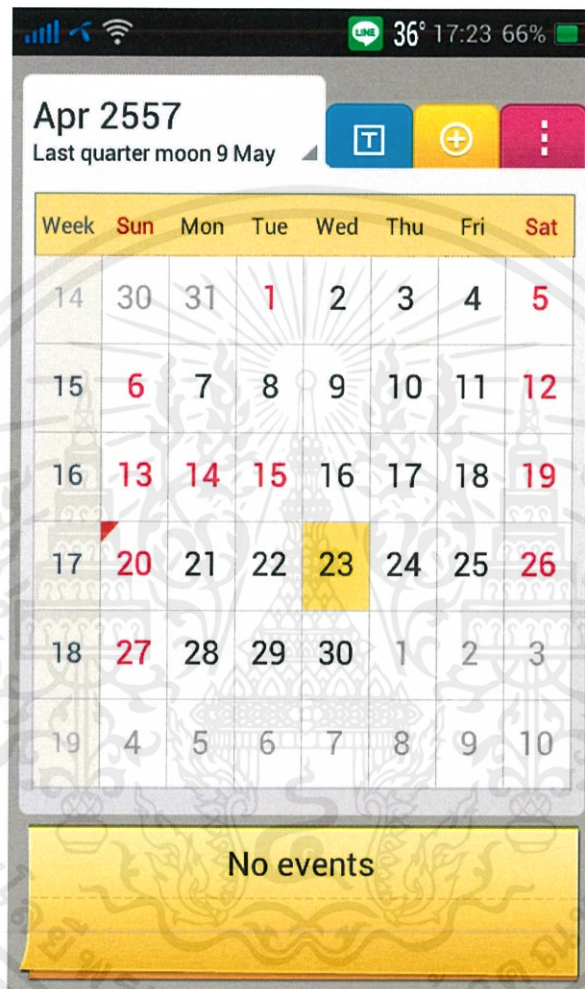 LINE 36° 17:23 66%
Apr 2557
Last quarter moon 9 May
T
Week Sun Mon Tue Wed Thu Fri Sat
14 30 31 1 2 3 4 5
15 6 7 8 9 10 11 12
16 13 14 15 16 17 18 19
17 20 21 22 23 24 25 26
18 27 28 29 30 1 2 3
19 4 5 6 7 8 9 10
No events